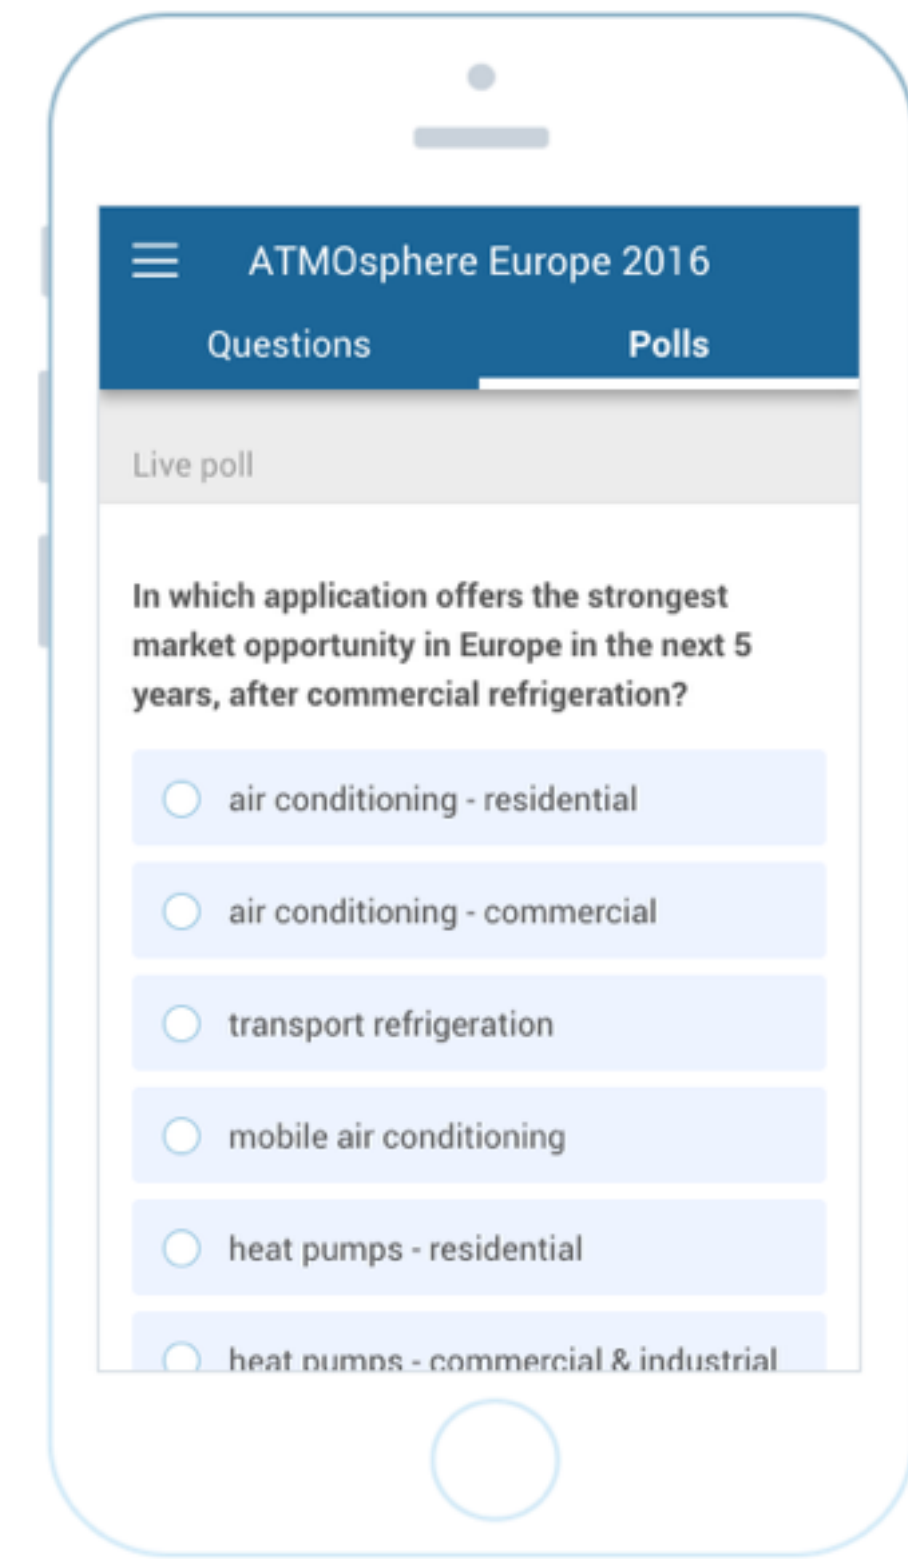 ATMOsphere Europe 2016
Questions Polls
Live poll
In which application offers the strongest
market opportunity in Europe in the next 5
years, after commercial refrigeration?
air conditioning - residential
air conditioning - commercial
transport refrigeration
mobile air conditioning
heat pumps - residential
heat pumps - commercial & industrial